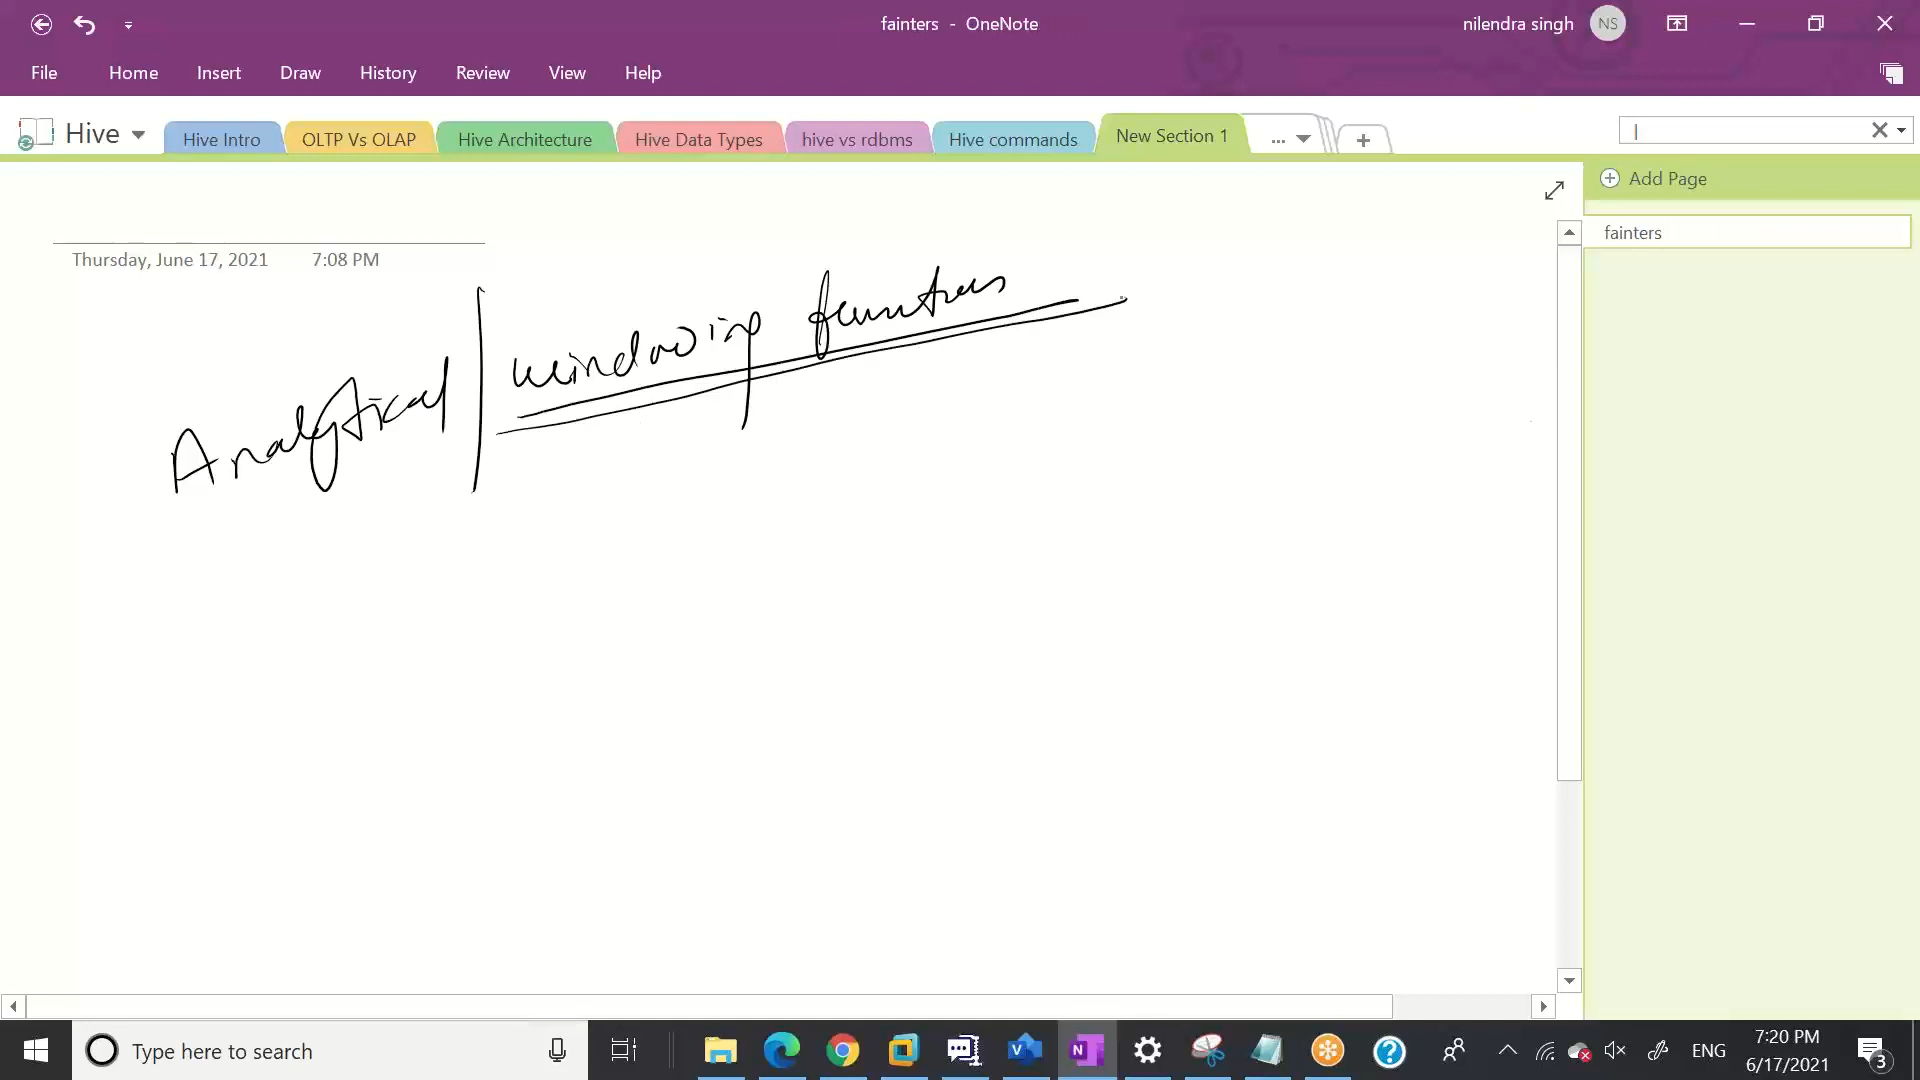 fainters - OneNote
nilendra singh NS
File Home Insert Draw History Review View Help
Hive Hive Intro OLTP Vs OLAP Hive Architecture Hive Data Types hive vs rdbms Hive commands New Section 1 ...
Add Page
fainters
Thursday, June 17, 2021 7:08 PM
Analytical | windowing functions
Type here to search
ENG
7:20 PM
6/17/2021
3